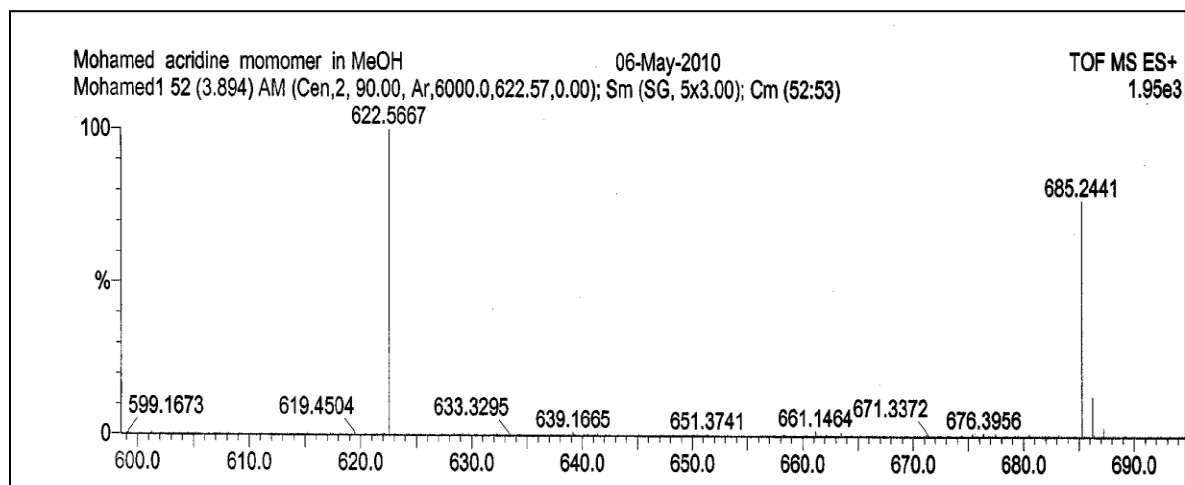 Mohamed acridine momomer in MeOH 06-May-2010 TOF MS ES+
Mohamed1 52 (3.894) AM (Cen,2, 90.00, Ar,6000.0,622.57,0.00); Sm (SG, 5x3.00); Cm (52:53) 1.95e3
100 622.5667
685.2441
%
599.1673 619.4504 633.3295 639.1665 651.3741 661.1464 671.3372 676.3956
0
600.0 610.0 620.0 630.0 640.0 650.0 660.0 670.0 680.0 690.0